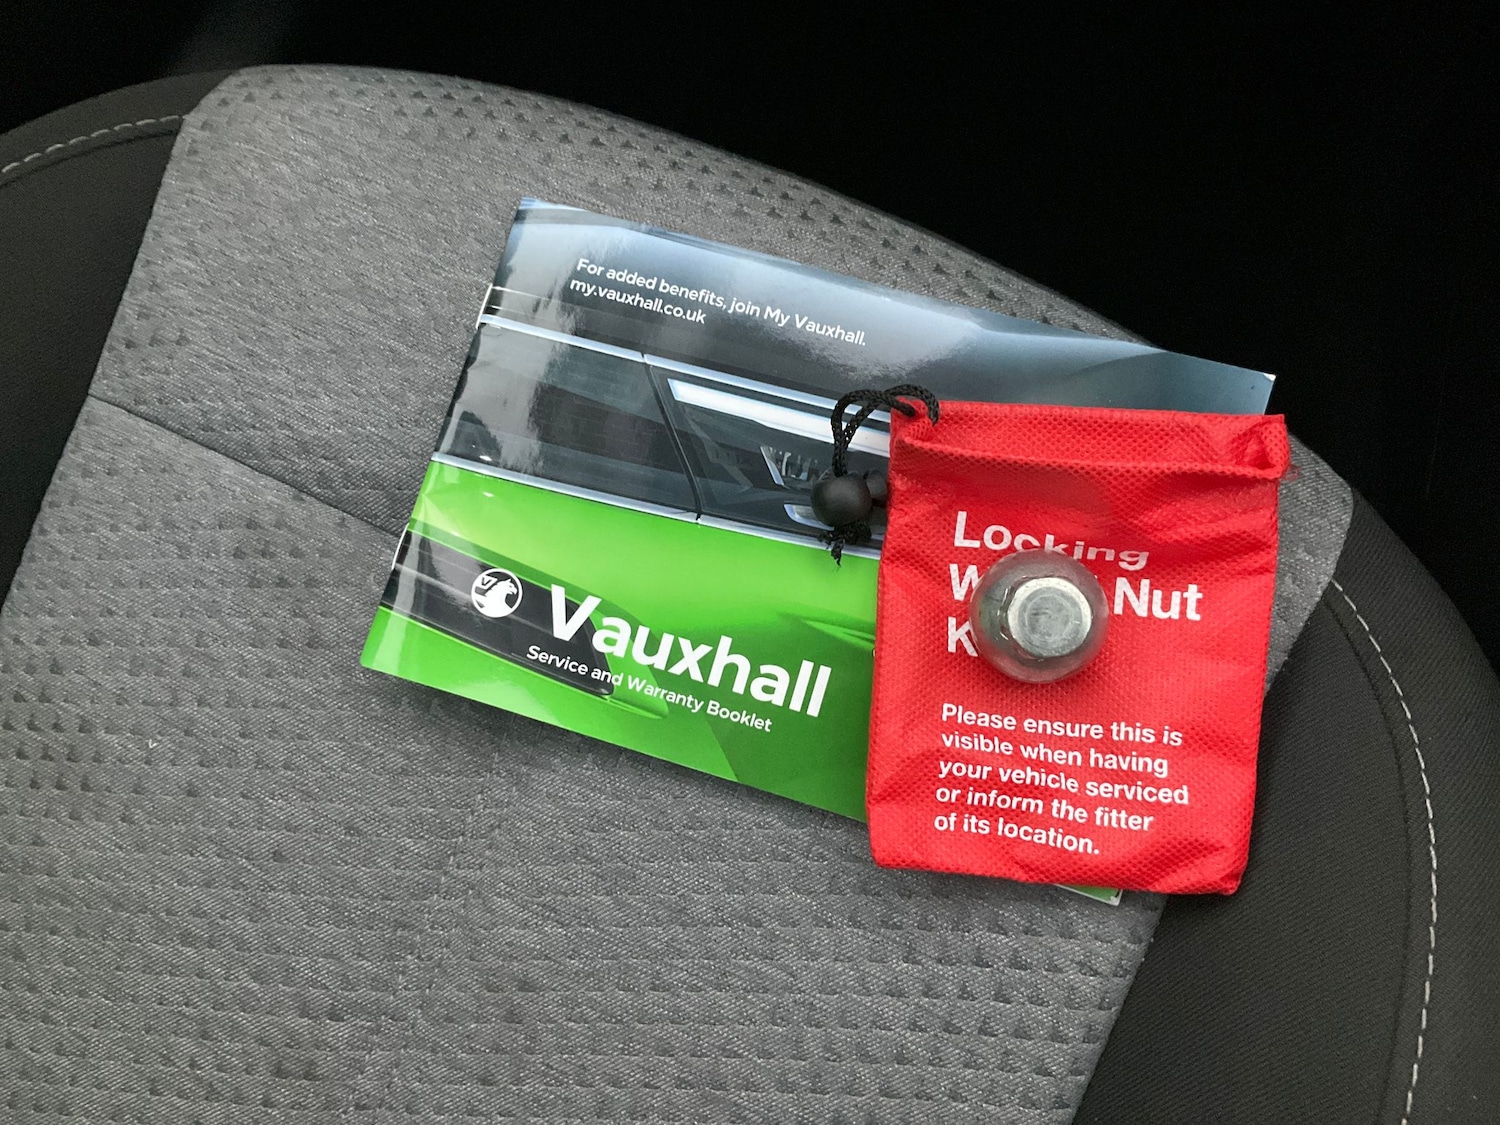 For added benefits, join My Vauxhall.
my.vauxhall.co.uk
Vauxhall
Service and Warranty Booklet
Locking
Nut
Please ensure this is
visible when having
your vehicle serviced
or inform the fitter
of its location.